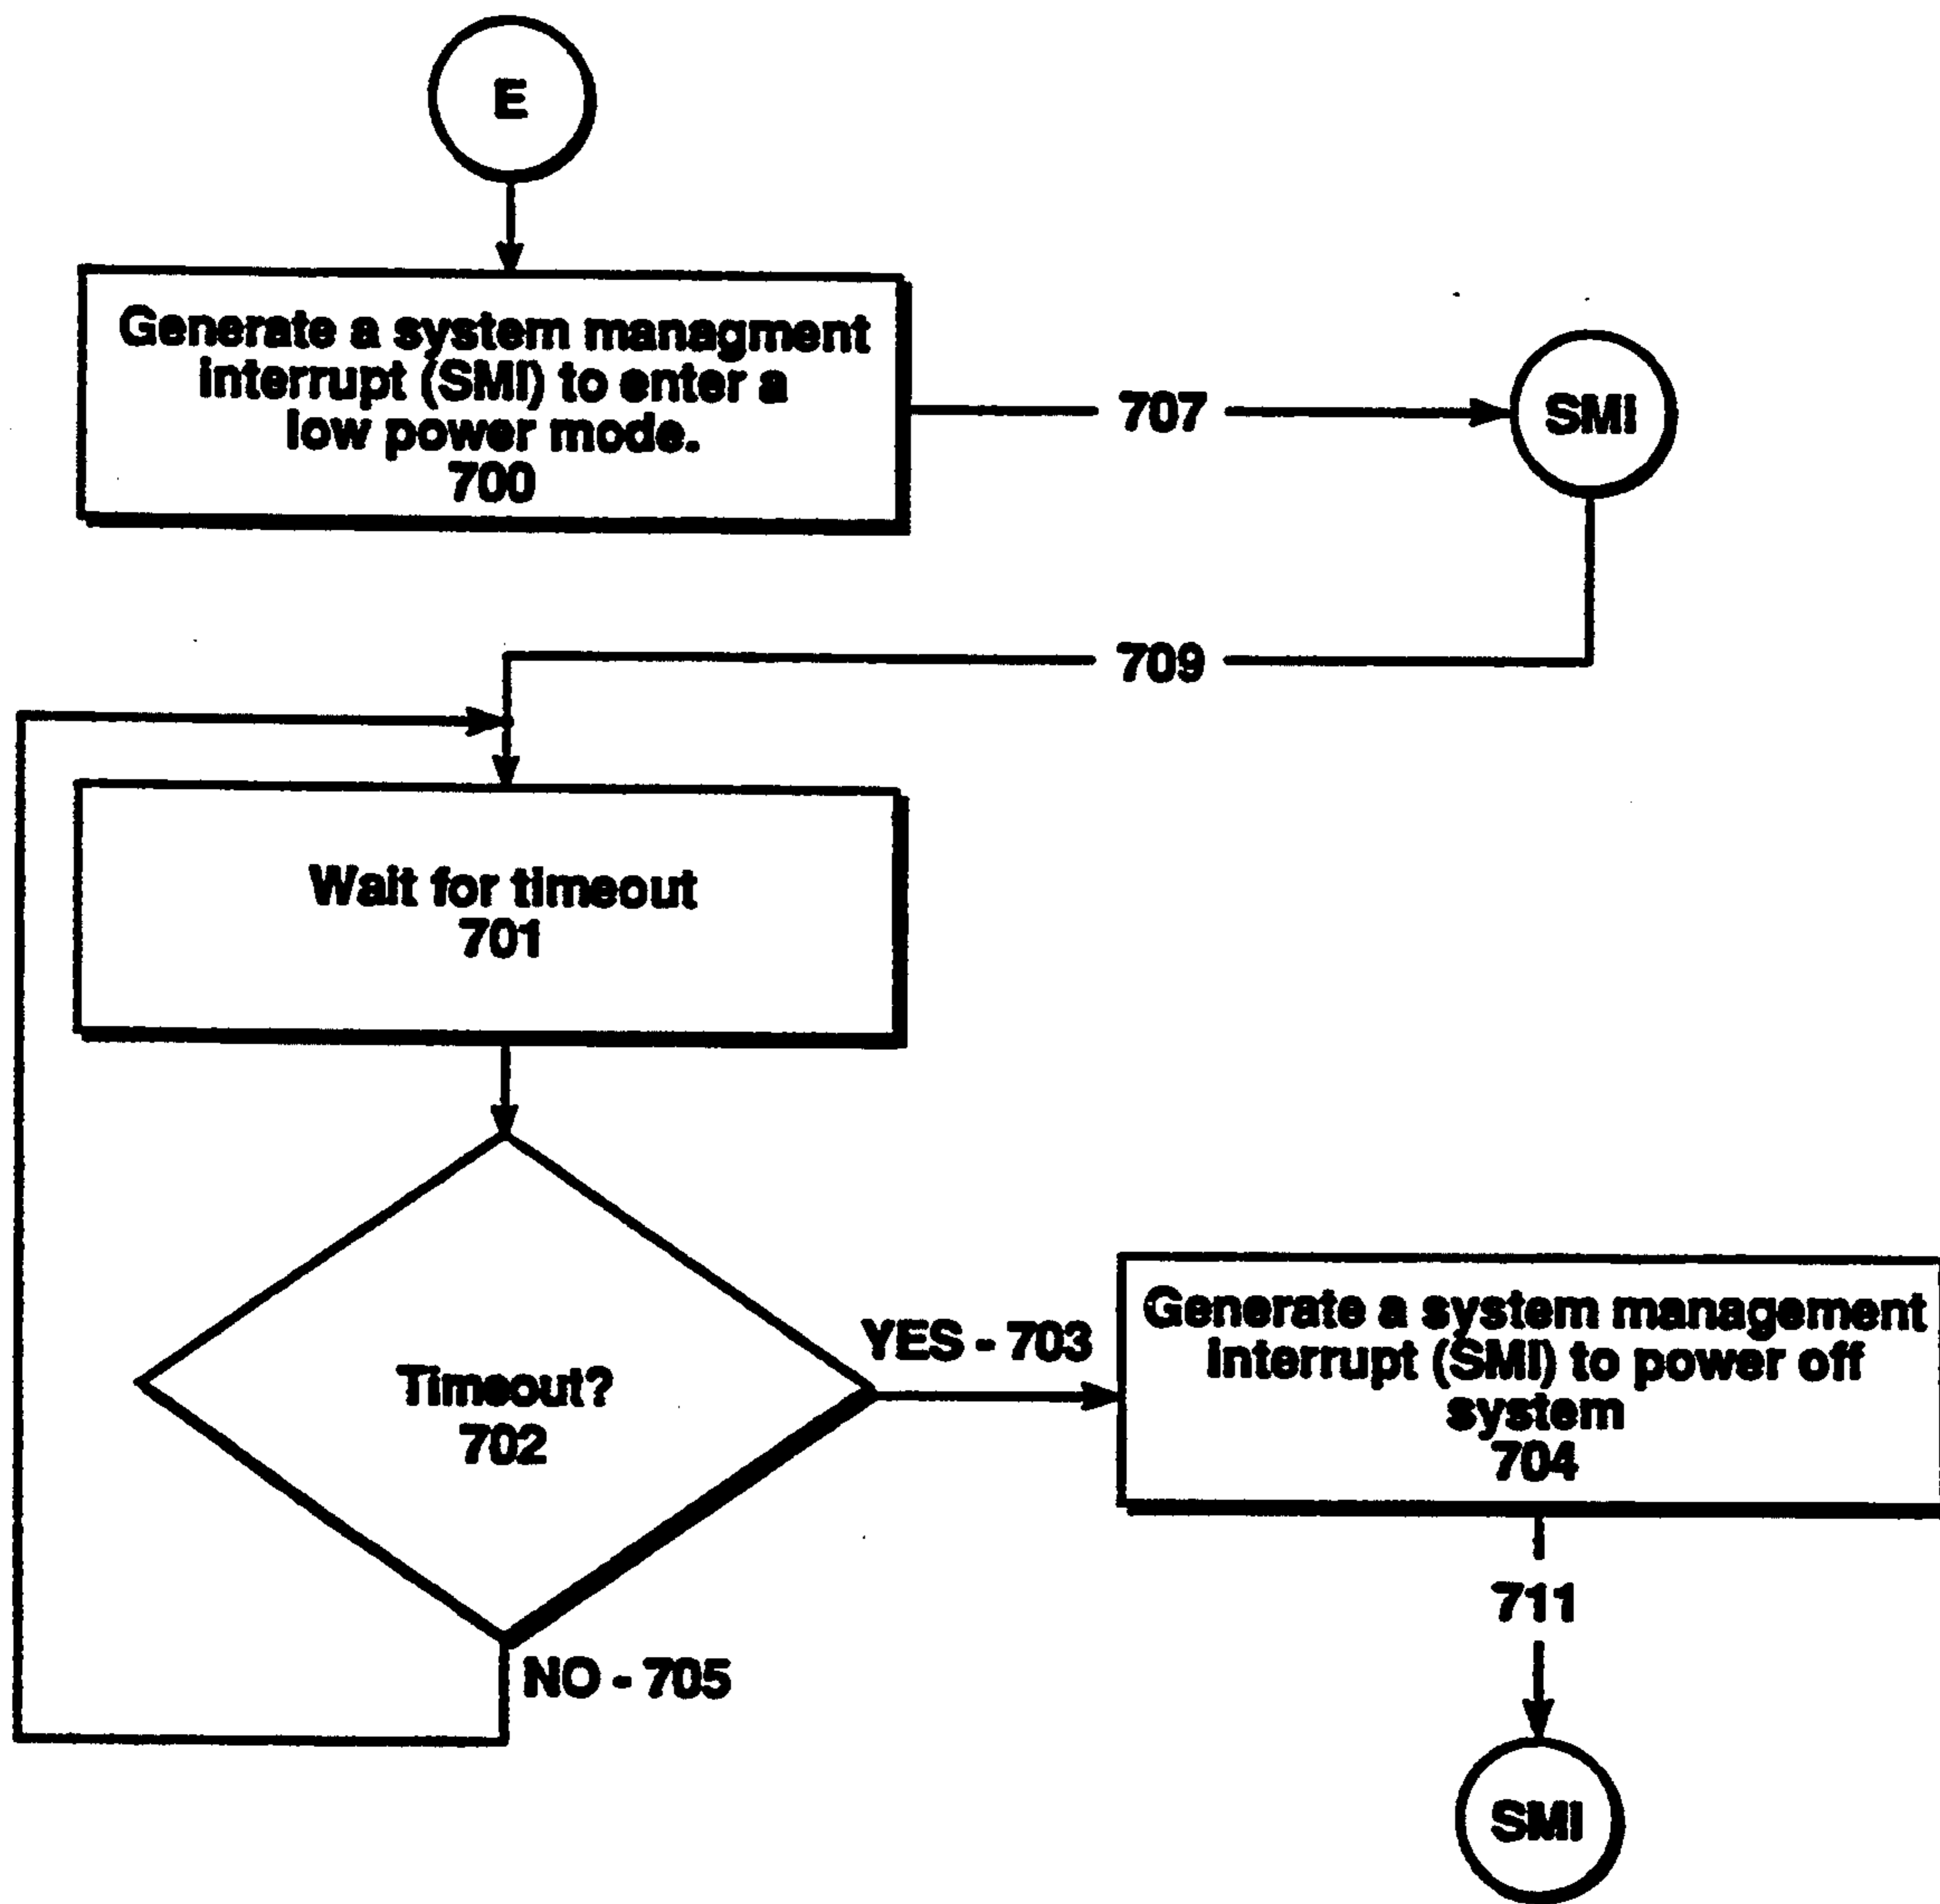 E
Generate a system managment
interrupt (SMI) to enter a
low power mode.
700
707
SMI
709
Wait for timeout
701
Timeout?
702
YES - 703
Generate a system management
interrupt (SMI) to power off
system
704
711
NO - 705
SMI